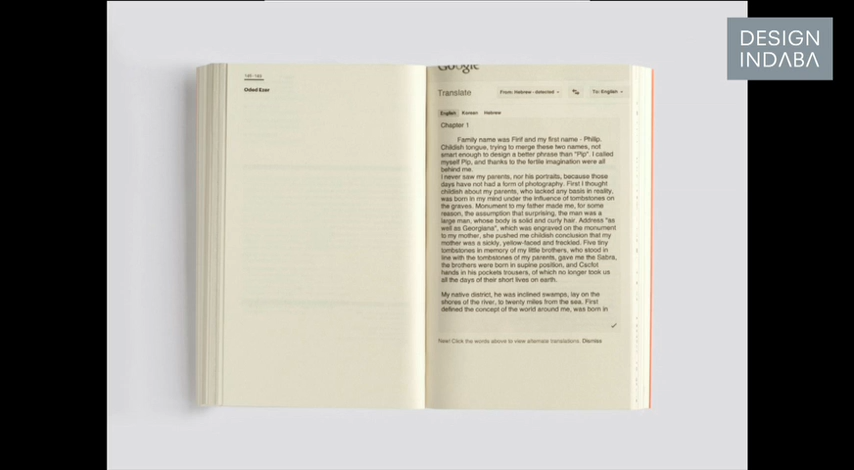 DESIGN
INDABA
140–143
Oded Ezer
Google
Translate
From: Hebrew - detected
To: English
English Korean Hebrew
Chapter 1
Family name was Firif and my first name - Philip.
Childish tongue, trying to merge these two names, not
smart enough to design a better phrase than "Pip". I called
myself Pip, and thanks to the fertile imagination were all
behind me.
I never saw my parents, nor his portraits, because those
days have not had a form of photography. First I thought
childish about my parents, who lacked any basis in reality,
was born in my mind under the influence of tombstones on
the graves. Monument to my father made me, for some
reason, the assumption that surprising, the man was a
large man, whose body is solid and curly hair. Address "as
well as Georgiana", which was engraved on the monument
to my mother, she pushed me childish conclusion that my
mother was a sickly, yellow-faced and freckled. Five tiny
tombstones in memory of my little brothers, who stood in
line with the tombstones of my parents, gave me the Sabra,
the brothers were born in supine position, and
hands in his pockets trousers, of which no longer took us
all the days of their short lives on earth.
My native district, he was inclined swamps, lay on the
shores of the river, to twenty miles from the sea. First
defined the concept of the world around me, was born in
New! Click the words above to view alternate translations. Dismiss